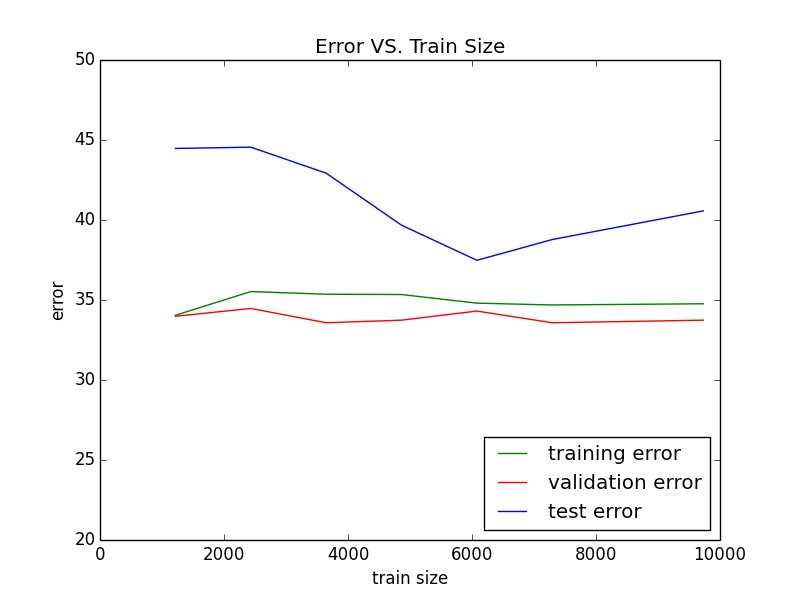 Error VS. Train Size
50
45
40
35
30
25
20
error
0 2000 4000 6000 8000 10000
train size
training error
validation error
test error